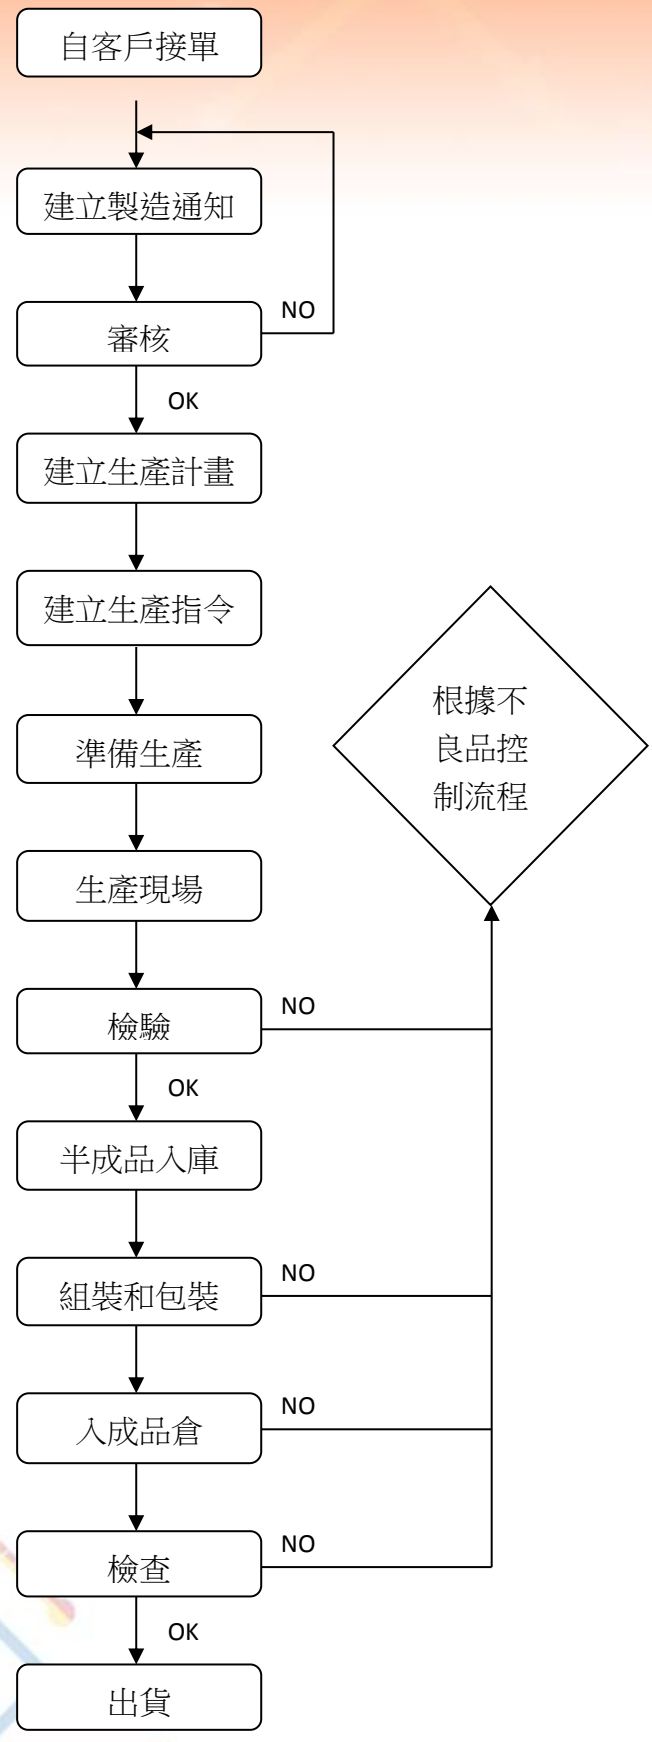 自客戶接單
建立製造通知
審核
NO
OK
建立生產計畫
建立生產指令
準備生產
根據不
良品控
制流程
生產現場
檢驗
NO
OK
半成品入庫
組裝和包裝
NO
入成品倉
NO
檢查
NO
OK
出貨